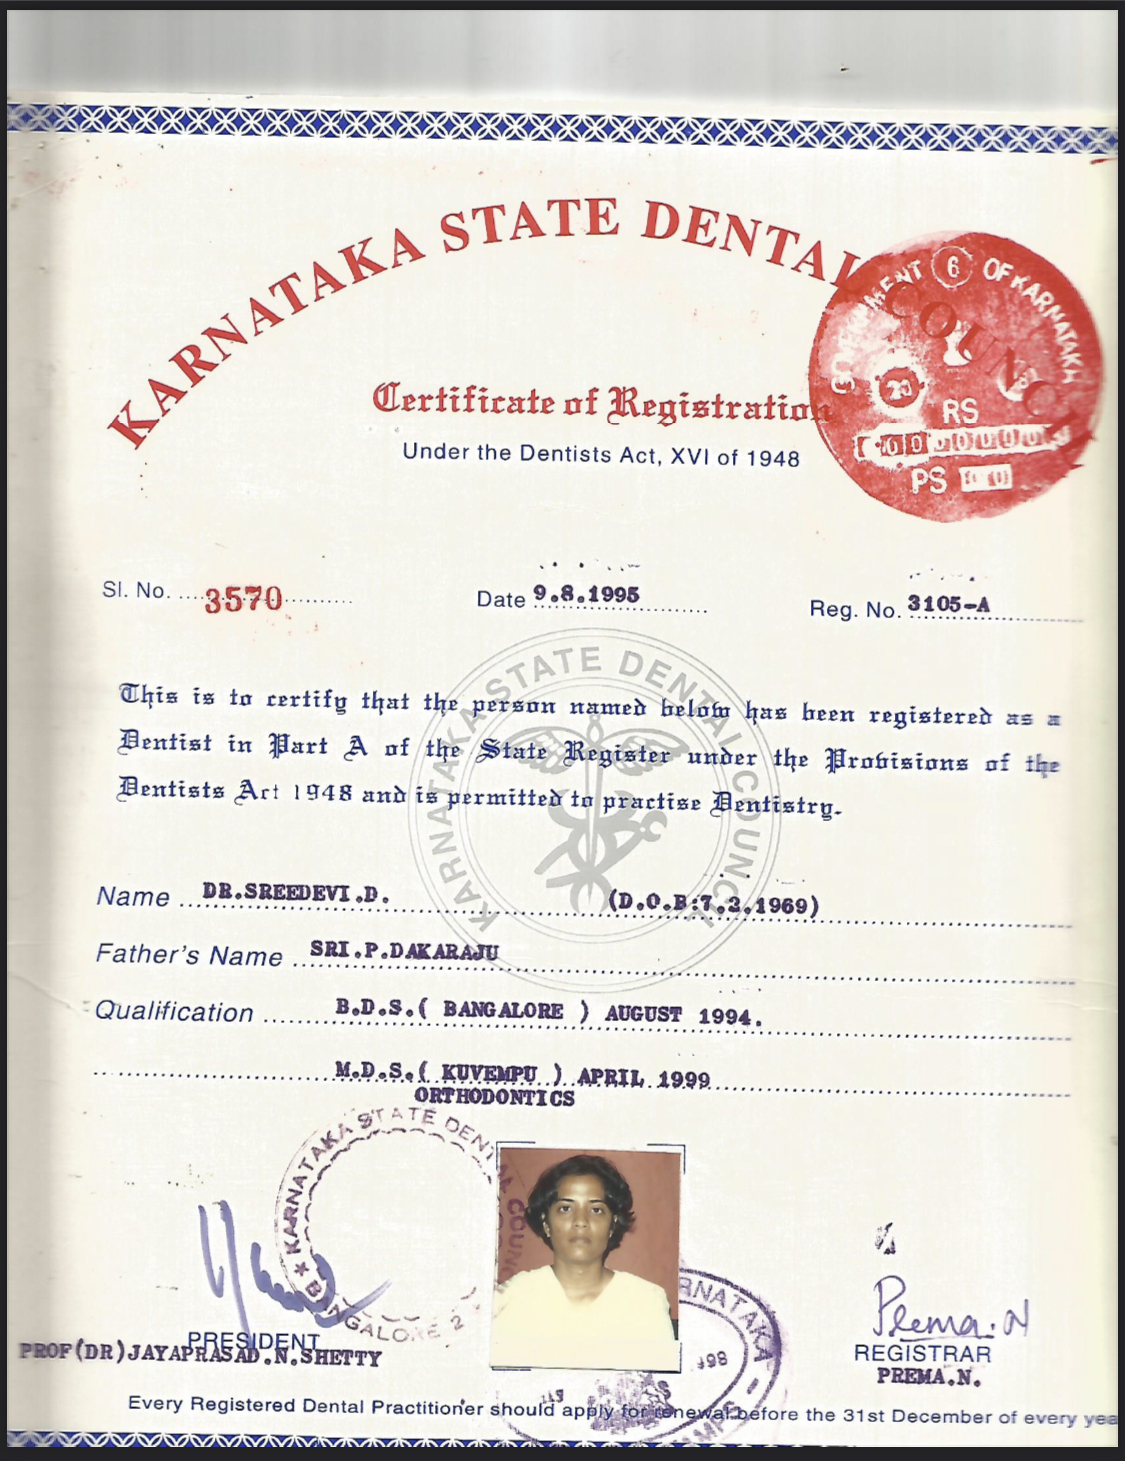 KARNATAKA STATE DENTAL COUNCIL
GOVERNMENT 6 OF KARNATAKA
RS
PS
Certificate of Registration
Under the Dentists Act, XVI of 1948
Sl. No. 3570 Date 9.8.1995 Reg. No. 3105-A
KARNATAKA STATE DENTAL COUNCIL
This is to certify that the person named below has been registered as a
Dentist in Part A of the State Register under the Provisions of the
Dentists Act 1948 and is permitted to practise Dentistry.
Name DR.SREEDEVI.D. (D.O.B:7.2.1969)
Father's Name SRI.P.DAKARAJU
Qualification B.D.S.( BANGALORE ) AUGUST 1994.
M.D.S.( KUVEMPU ) APRIL 1999
ORTHODONTICS
KARNATAKA STATE DENTAL COUN
BANGALORE 2
RNATAKA
Prema.N
PRESIDENT
PROF(DR)JAYAPRASAD.N.SHETTY
REGISTRAR
PREMA.N.
Every Registered Dental Practitioner should apply for renewal before the 31st December of every yea